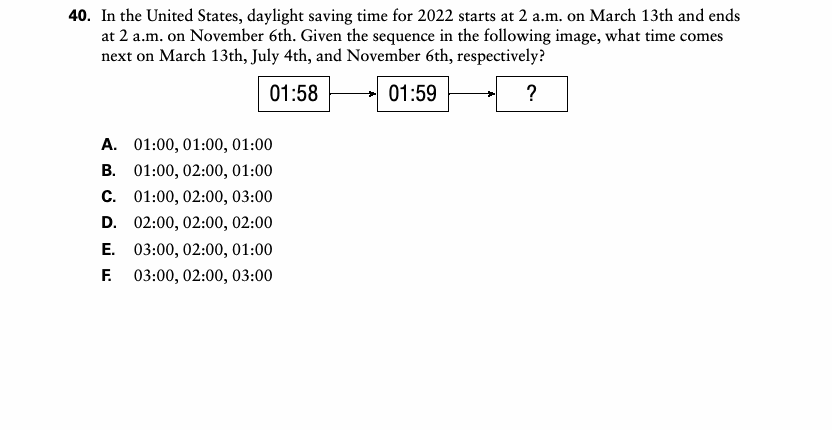 40. In the United States, daylight saving time for 2022 starts at 2 a.m. on March 13th and ends
at 2 a.m. on November 6th. Given the sequence in the following image, what time comes
next on March 13th, July 4th, and November 6th, respectively?
01:58 01:59 ?
A. 01:00, 01:00, 01:00
B. 01:00, 02:00, 01:00
C. 01:00, 02:00, 03:00
D. 02:00, 02:00, 02:00
E. 03:00, 02:00, 01:00
F. 03:00, 02:00, 03:00